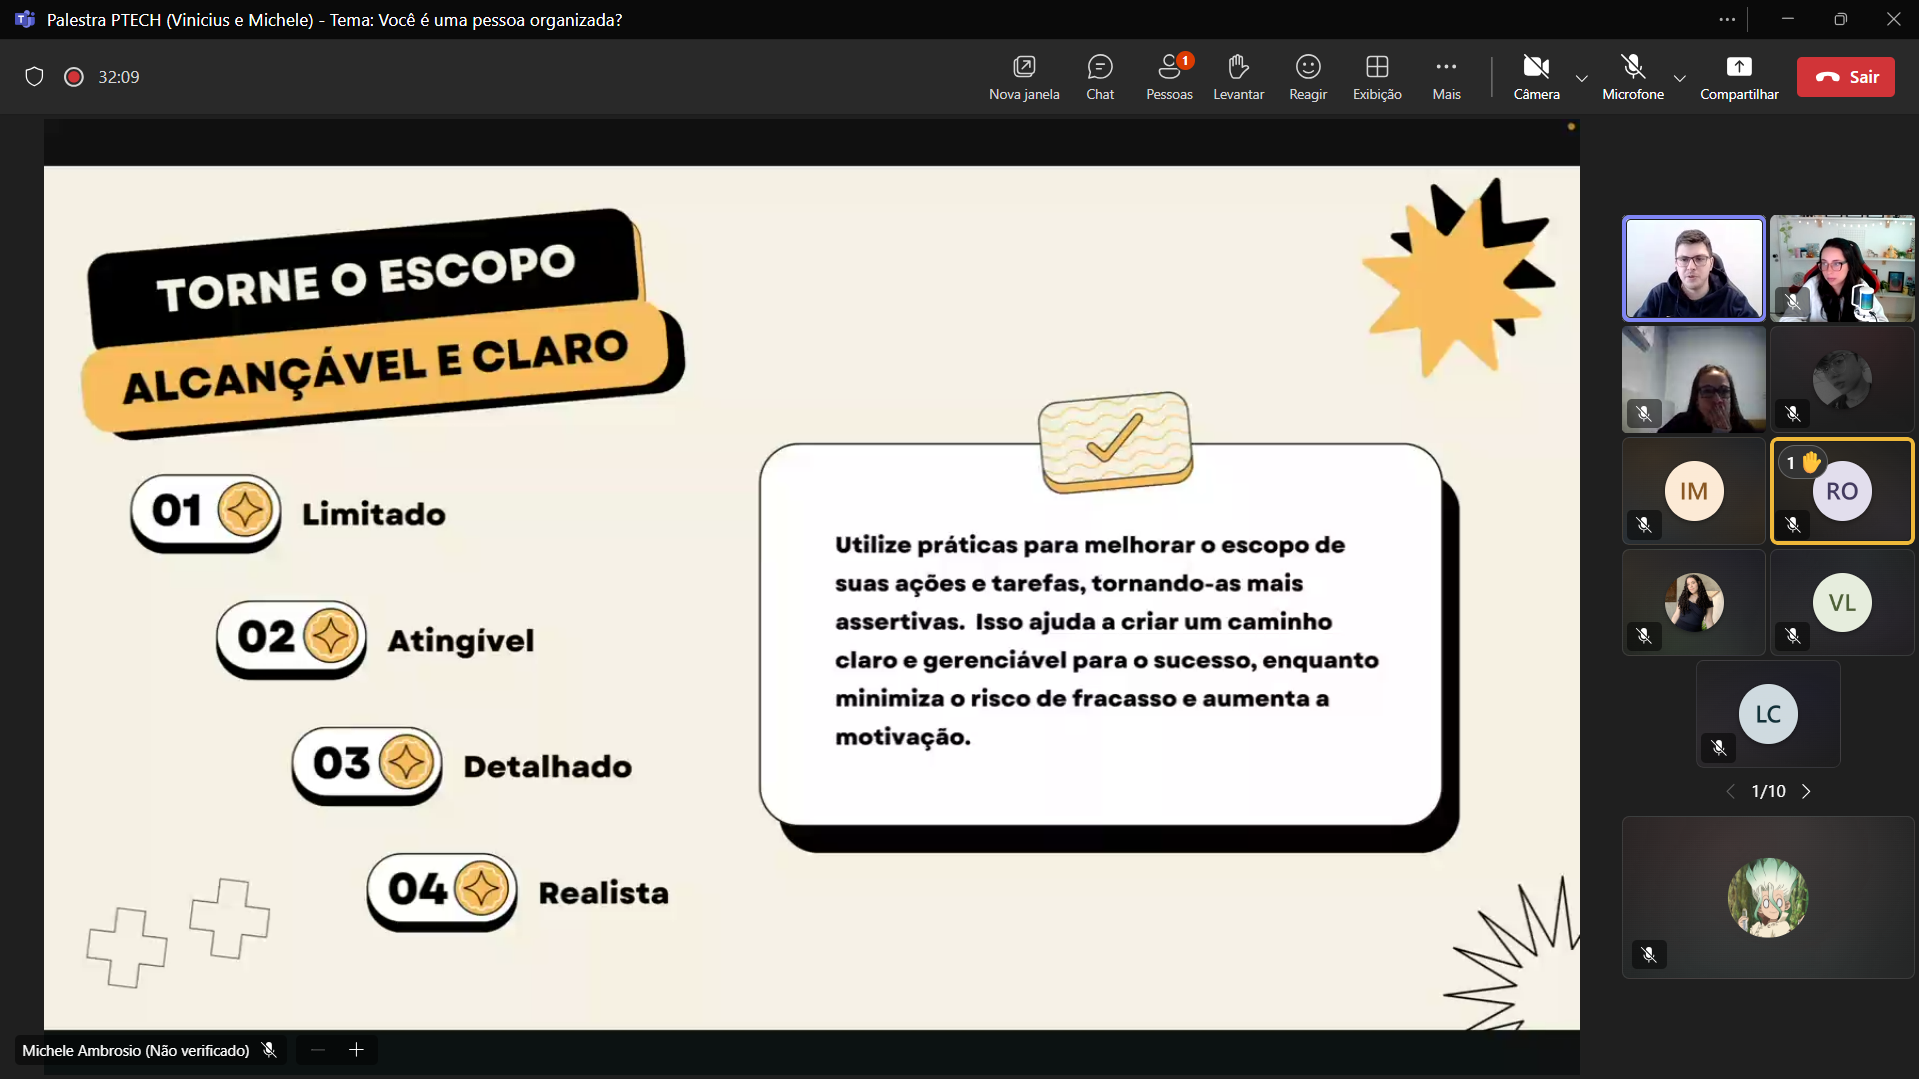 Palestra PTECH (Vinicius e Michele) - Tema: Você é uma pessoa organizada?
32:09
Nova janela
Chat
1
Pessoas
Levantar
Reagir
Exibição
Mais
Câmera
Microfone
Compartilhar
Sair
TORNE O ESCOPO
ALCANÇÁVEL E CLARO
01 Limitado
02 Atingível
03 Detalhado
04 Realista
Utilize práticas para melhorar o escopo de
suas ações e tarefas, tornando-as mais
assertivas. Isso ajuda a criar um caminho
claro e gerenciável para o sucesso, enquanto
minimiza o risco de fracasso e aumenta a
motivação.
IM
1
RO
VL
LC
1/10
Michele Ambrosio (Não verificado)